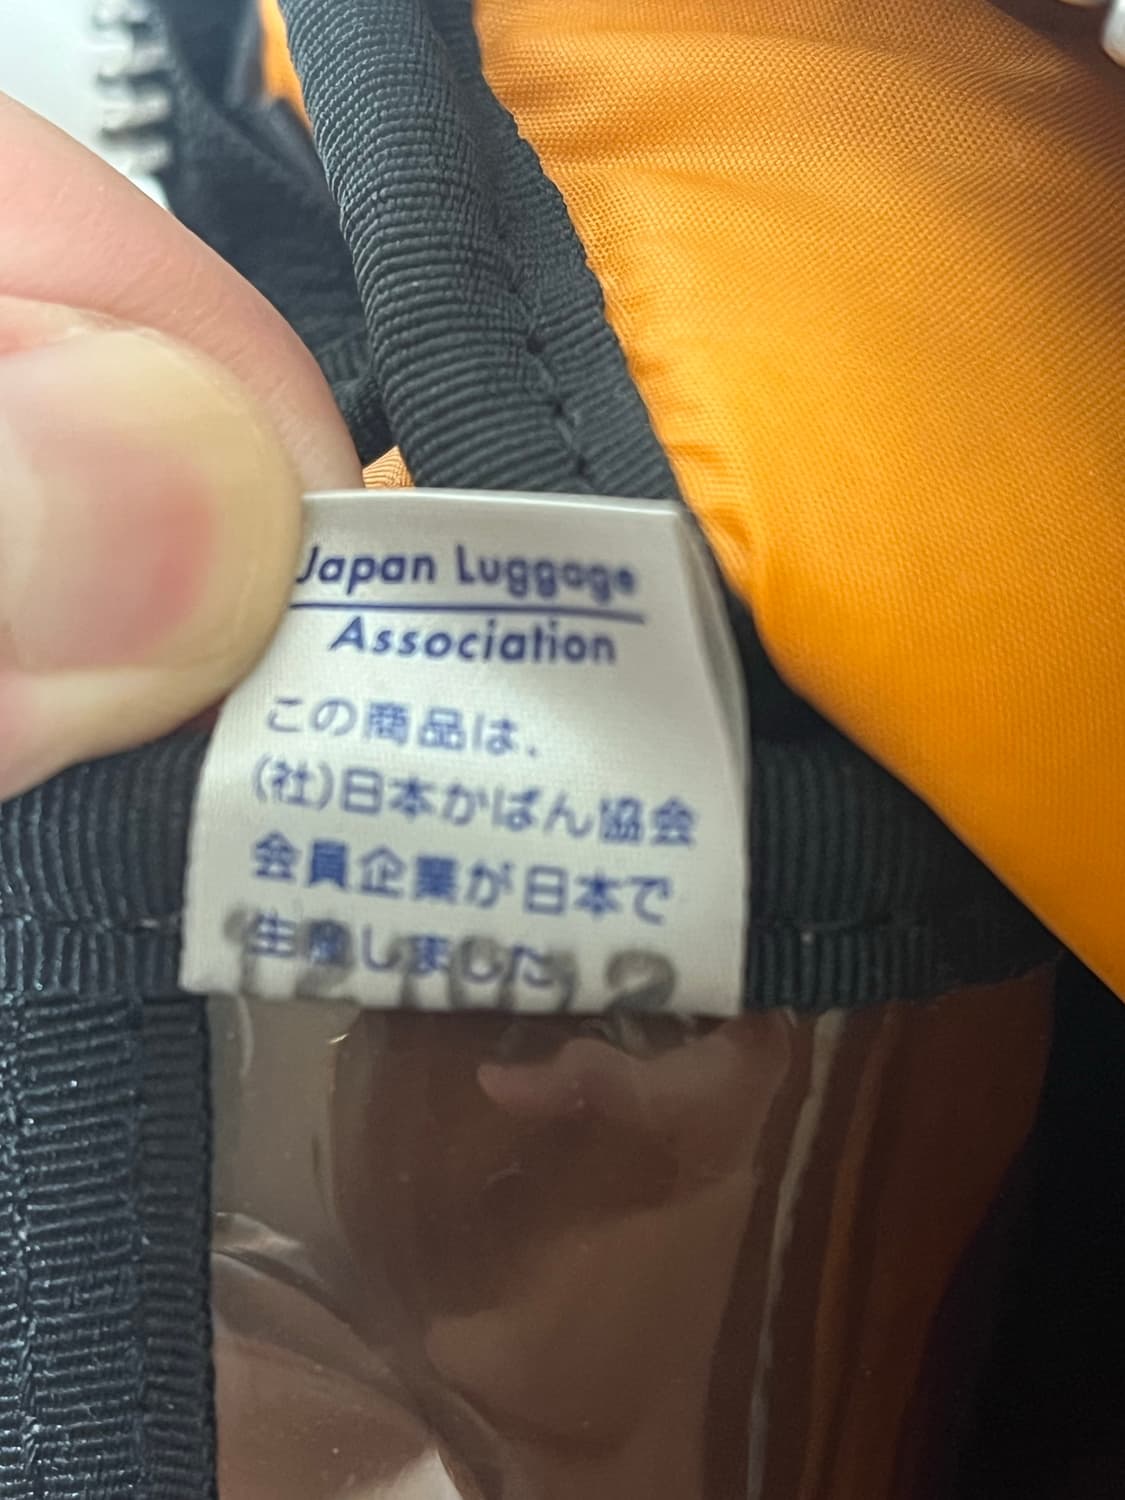 Japan Luggage
Association
この商品は、
(社)日本かばん協会
会員企業が日本で
生産しました